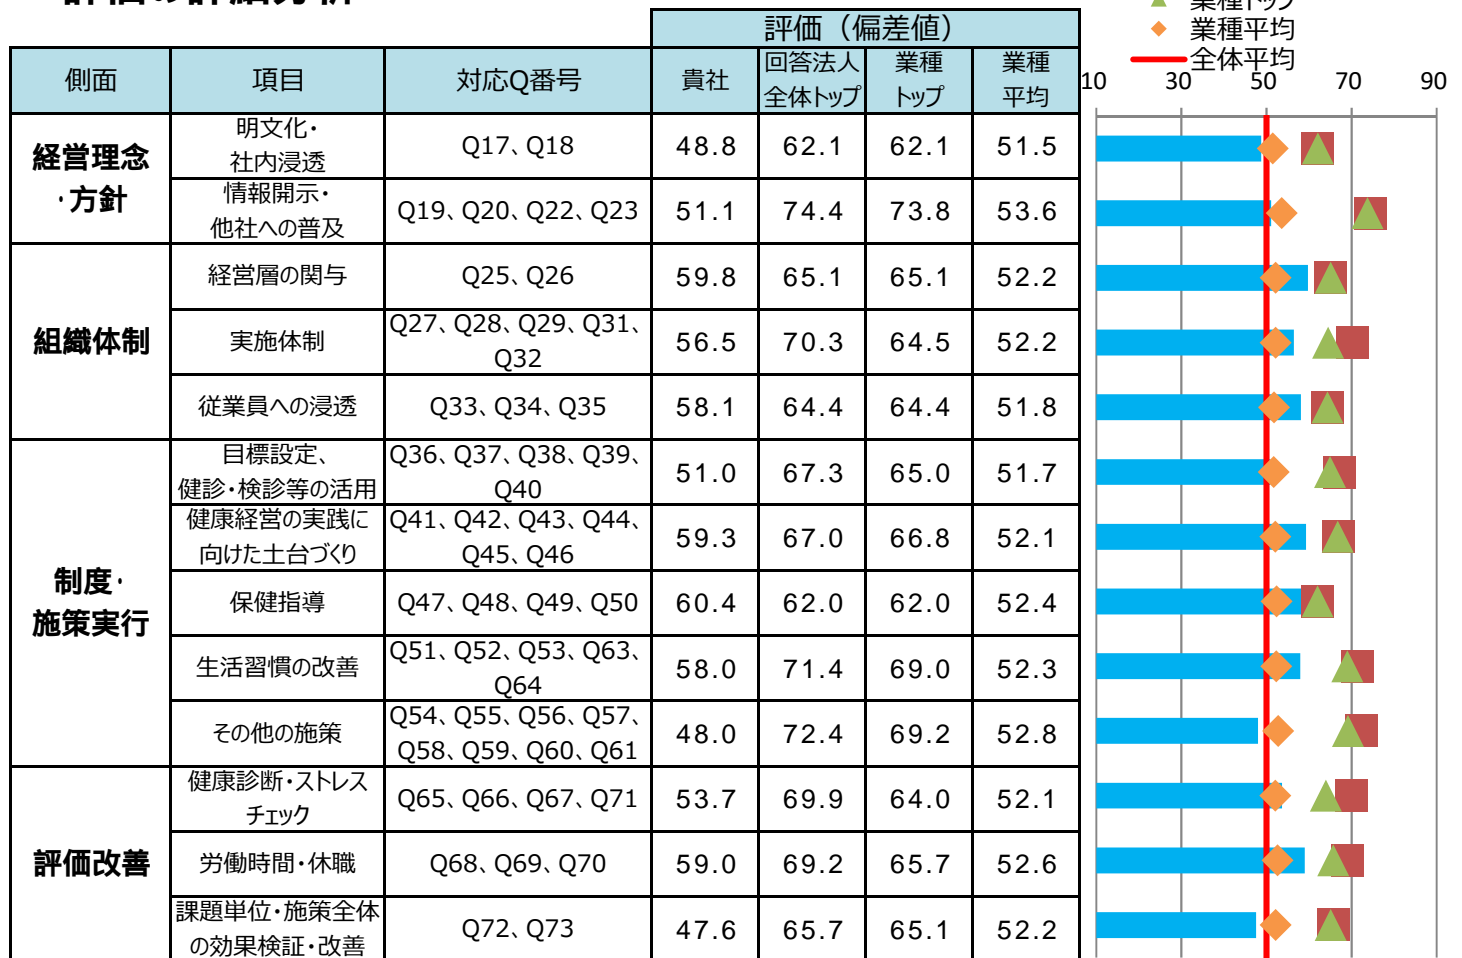 評価の詳細分析
業種トップ
業種平均
全体平均
評価（偏差値）
側面 項目 対応Q番号 貴社 回答法人 業種 業種
全体トップ トップ 平均
10 30 50 70 90
経営理念
・方針
明文化・
社内浸透
Q17、Q18 48.8 62.1 62.1 51.5
情報開示・
他社への普及
Q19、Q20、Q22、Q23 51.1 74.4 73.8 53.6
組織体制
経営層の関与 Q25、Q26 59.8 65.1 65.1 52.2
実施体制
Q27、Q28、Q29、Q31、
Q32
56.5 70.3 64.5 52.2
従業員への浸透 Q33、Q34、Q35 58.1 64.4 64.4 51.8
制度・
施策実行
目標設定、
健診・検診等の活用
Q36、Q37、Q38、Q39、
Q40
51.0 67.3 65.0 51.7
健康経営の実践に
向けた土台づくり
Q41、Q42、Q43、Q44、
Q45、Q46
59.3 67.0 66.8 52.1
保健指導 Q47、Q48、Q49、Q50 60.4 62.0 62.0 52.4
生活習慣の改善
Q51、Q52、Q53、Q63、
Q64
58.0 71.4 69.0 52.3
その他の施策
Q54、Q55、Q56、Q57、
Q58、Q59、Q60、Q61
48.0 72.4 69.2 52.8
評価改善
健康診断・ストレス
チェック
Q65、Q66、Q67、Q71 53.7 69.9 64.0 52.1
労働時間・休職 Q68、Q69、Q70 59.0 69.2 65.7 52.6
課題単位・施策全体
の効果検証・改善
Q72、Q73 47.6 65.7 65.1 52.2